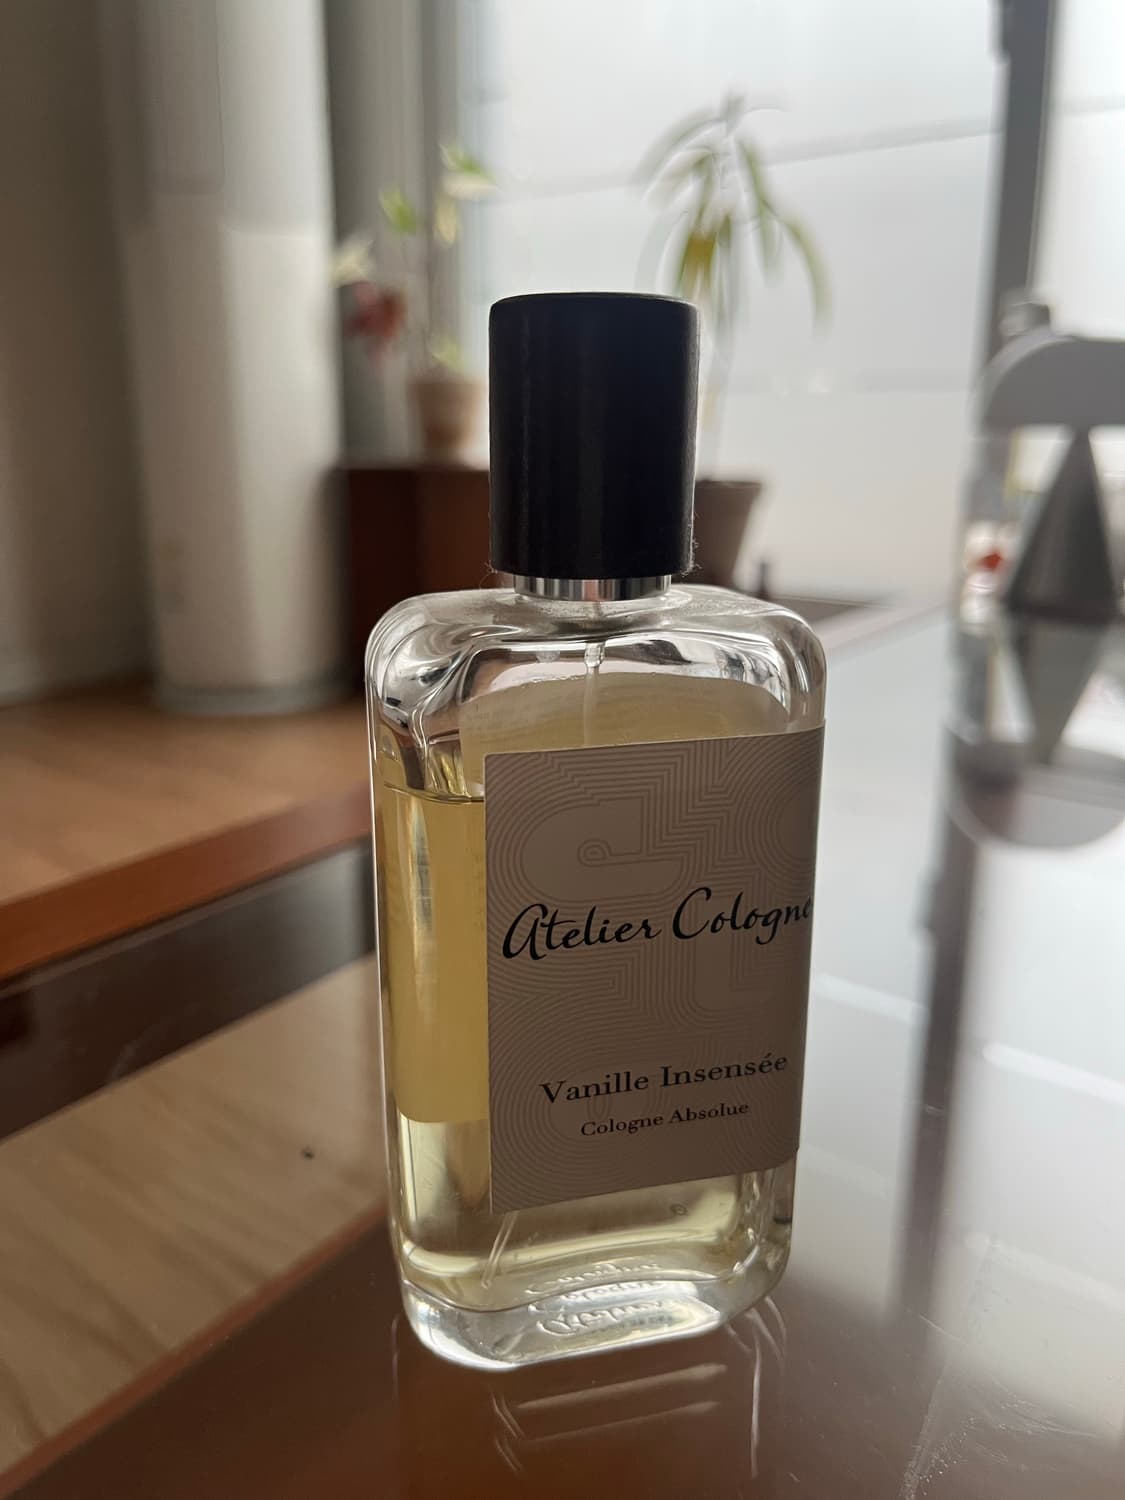 Atelier Cologne
Vanille Insensée
Cologne Absolue